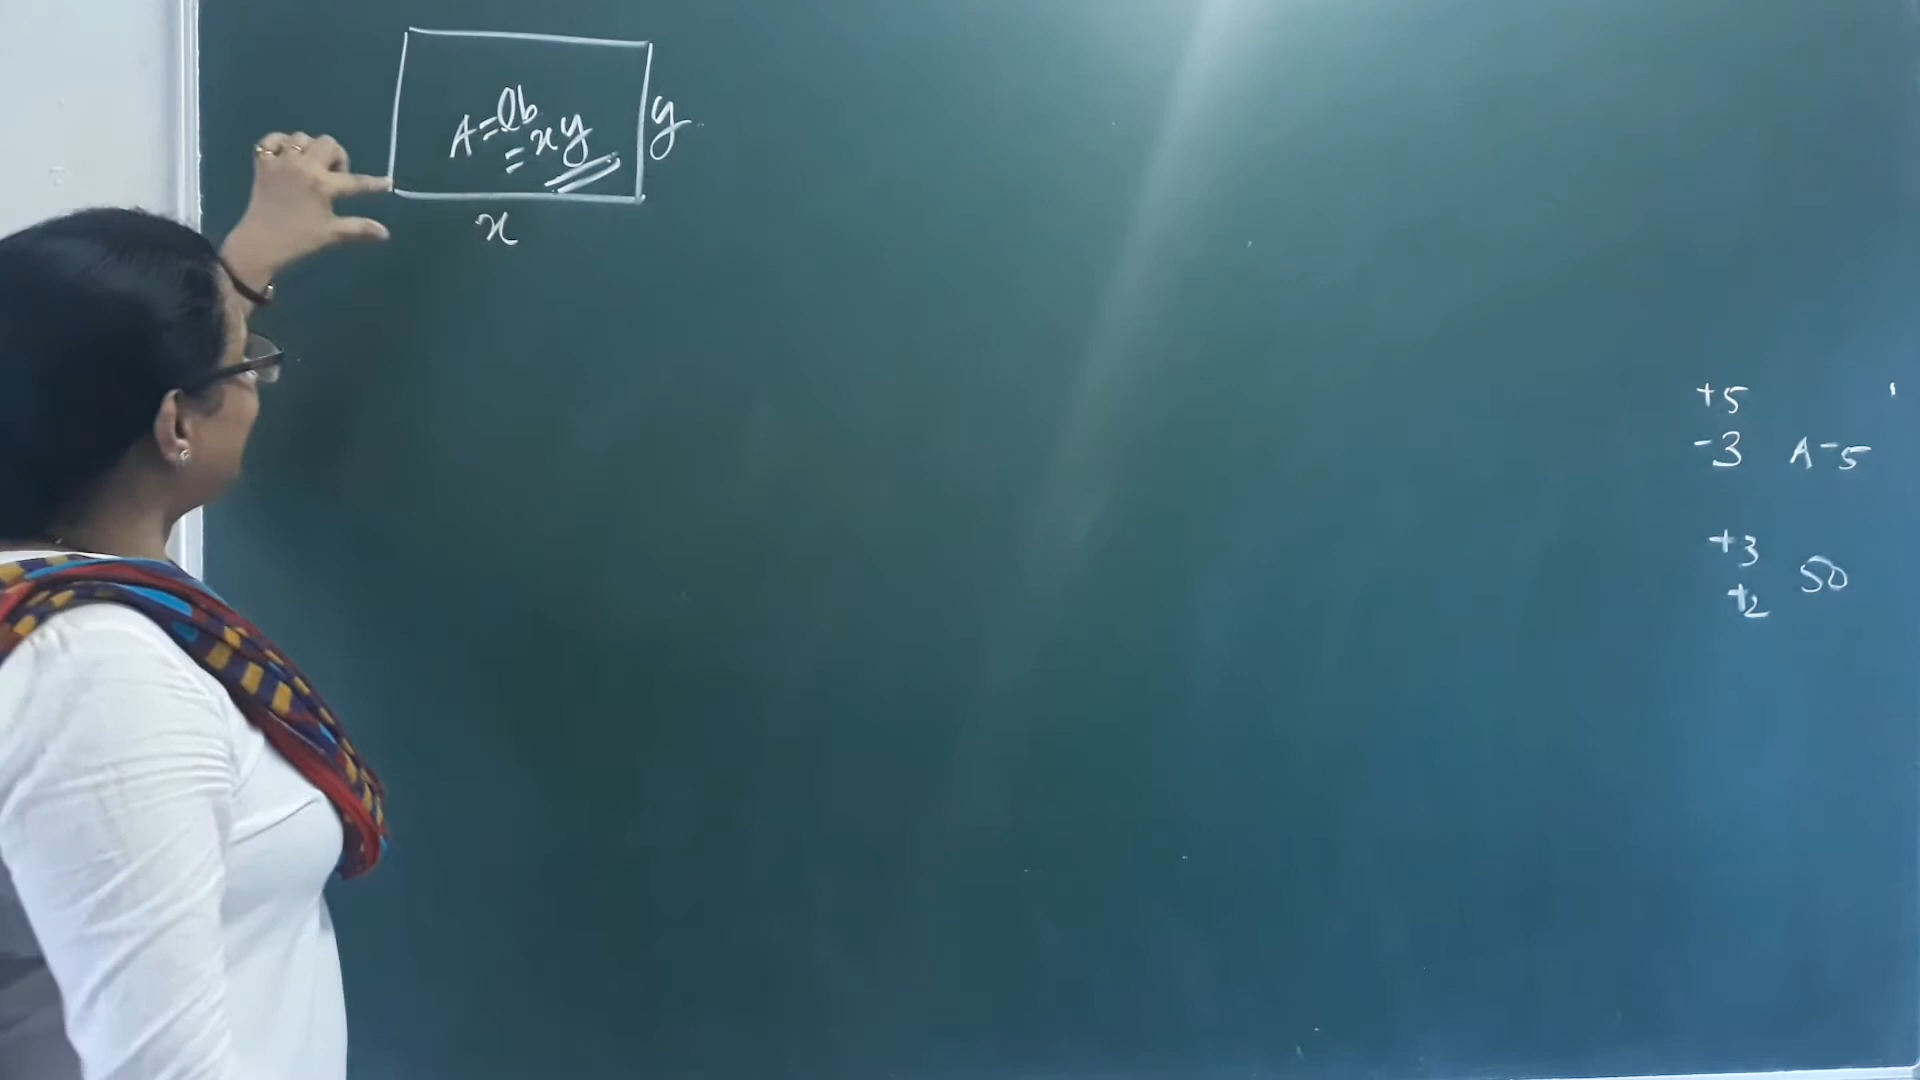 A = lb
= xy
y
x
+5
-3 A-5
+3
+2 50